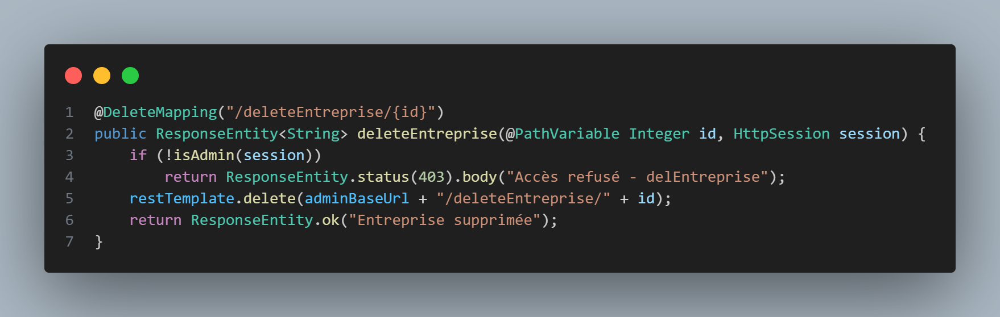 1 @DeleteMapping("/deleteEntreprise/{id}")
2 public ResponseEntity<String> deleteEntreprise(@PathVariable Integer id, HttpSession session) {
3     if (!isAdmin(session))
4         return ResponseEntity.status(403).body("Accès refusé - delEntreprise");
5     restTemplate.delete(adminBaseUrl + "/deleteEntreprise/" + id);
6     return ResponseEntity.ok("Entreprise supprimée");
7 }